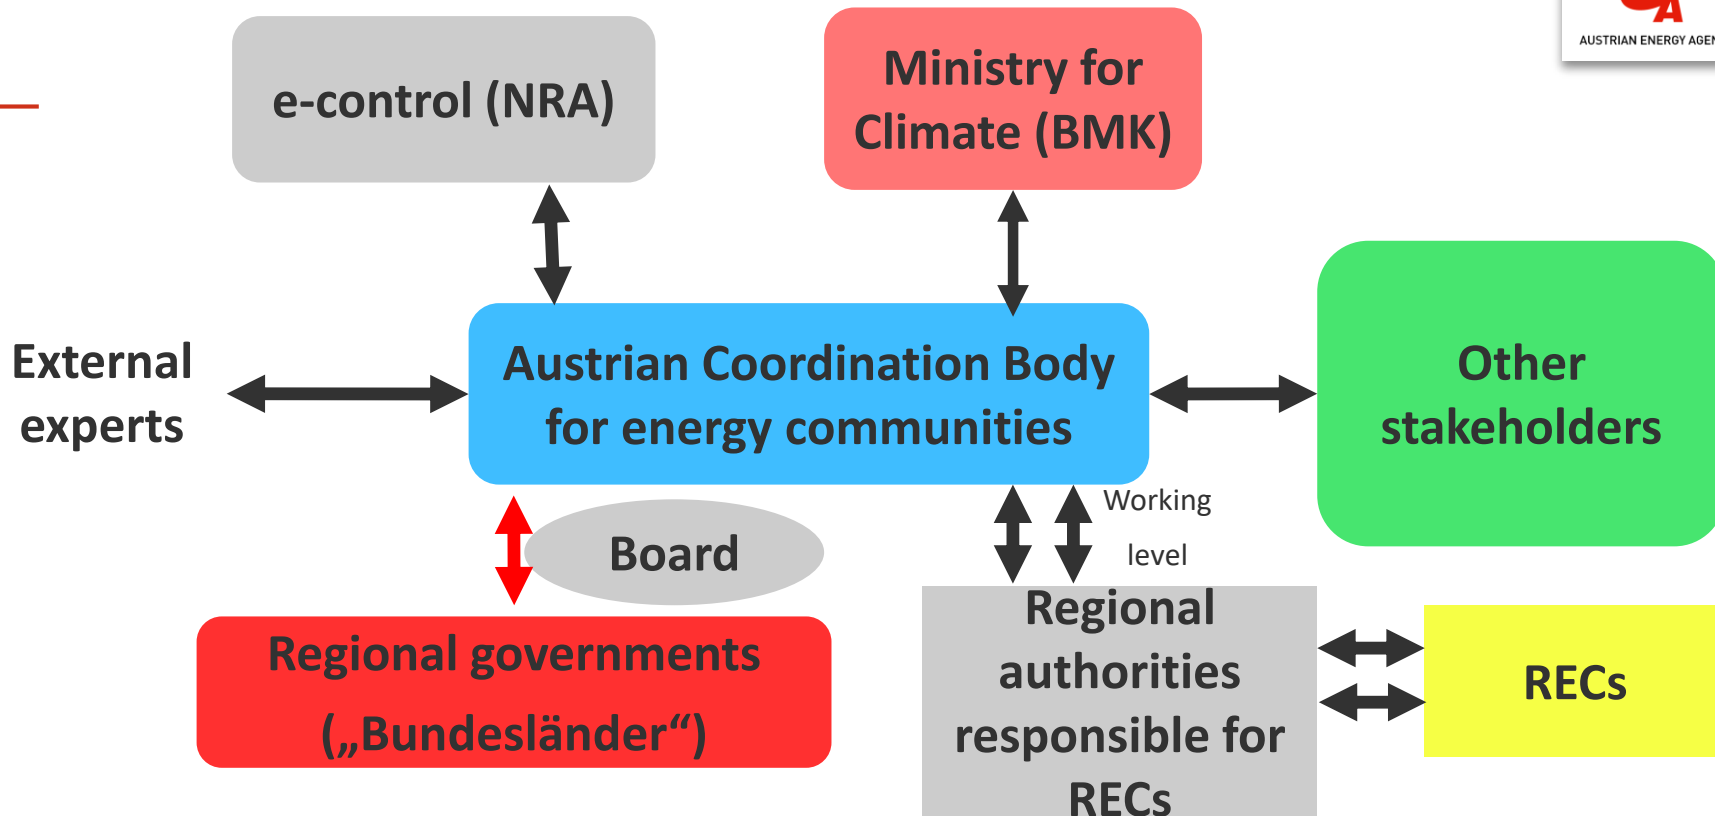 e-control (NRA)
Ministry for
Climate (BMK)
AUSTRIAN ENERGY AGEN
External
experts
Austrian Coordination Body
for energy communities
Other
stakeholders
Working
level
Board
Regional governments
(„Bundesländer“)
Regional
authorities
responsible for
RECs
RECs